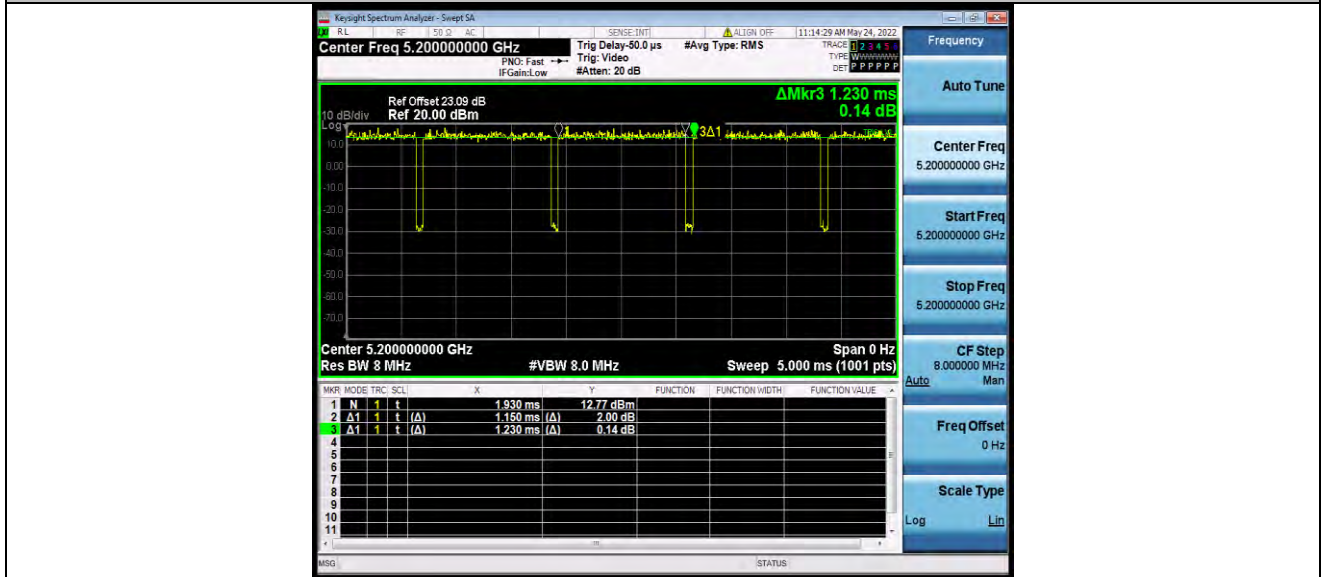 Keysight Spectrum Analyzer - Swept SA
RL RF 50 Ω AC SENSE:INT ALIGN OFF 11:14:29 AM May 24, 2022
Center Freq 5.200000000 GHz
PNO: Fast
IFGain:Low
Trig Delay-50.0 µs
Trig: Video
#Atten: 20 dB
#Avg Type: RMS
TRACE 1 2 3 4 5 6
TYPE WWWWWW
DET P P P P P P
ΔMkr3 1.230 ms
0.14 dB
Ref Offset 23.09 dB
10 dB/div Ref 20.00 dBm
Log
1 3Δ1
10.0
0.00
-10.0
-20.0
-30.0
-40.0
-50.0
-60.0
-70.0
Center 5.200000000 GHz Span 0 Hz
Res BW 8 MHz #VBW 8.0 MHz Sweep 5.000 ms (1001 pts)
MKR MODE TRC SCL X Y FUNCTION FUNCTION WIDTH FUNCTION VALUE
1 N 1 t 1.930 ms 12.77 dBm
2 Δ1 1 t (Δ) 1.150 ms (Δ) 2.00 dB
3 Δ1 1 t (Δ) 1.230 ms (Δ) 0.14 dB
4
5
6
7
8
9
10
11
MSG STATUS
Frequency
Auto Tune
Center Freq
5.200000000 GHz
Start Freq
5.200000000 GHz
Stop Freq
5.200000000 GHz
CF Step
8.000000 MHz
Auto Man
Freq Offset
0 Hz
Scale Type
Log Lin